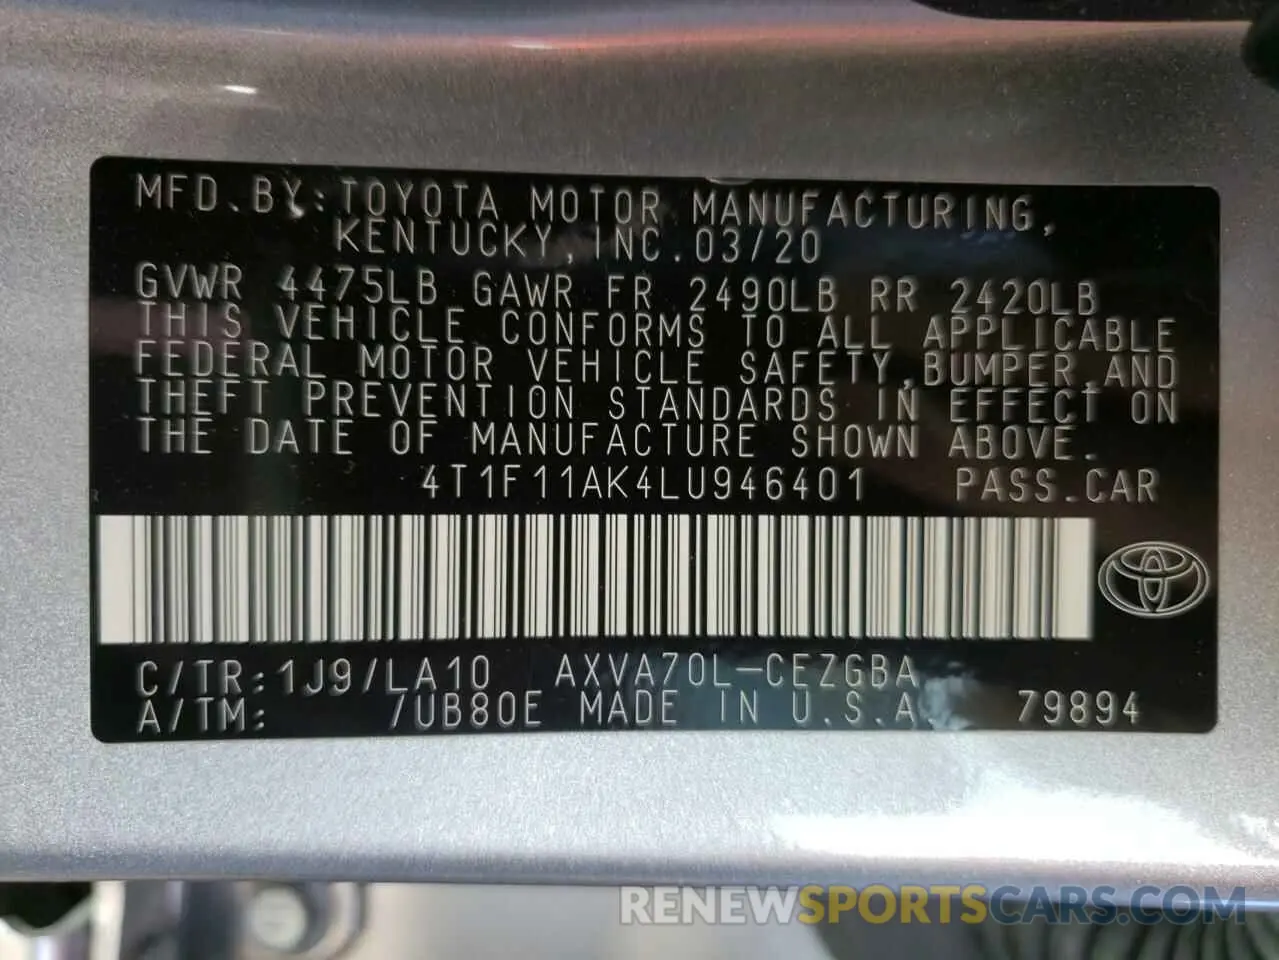 MFD.BY:TOYOTA MOTOR MANUFACTURING,
KENTUCKY,INC.03/20
GVWR 4475LB GAWR FR 2490LB RR 2420LB
THIS VEHICLE CONFORMS TO ALL APPLICABLE
FEDERAL MOTOR VEHICLE SAFETY,BUMPER,AND
THEFT PREVENTION STANDARDS IN EFFECT ON
THE DATE OF MANUFACTURE SHOWN ABOVE.
4T1F11AK4LU946401 PASS.CAR
C/TR:1J9/LA10 AXVA70L-CEZGBA
A/TM: /UB80E MADE IN U.S.A. 79894
RENEWSPORTSCARS.COM